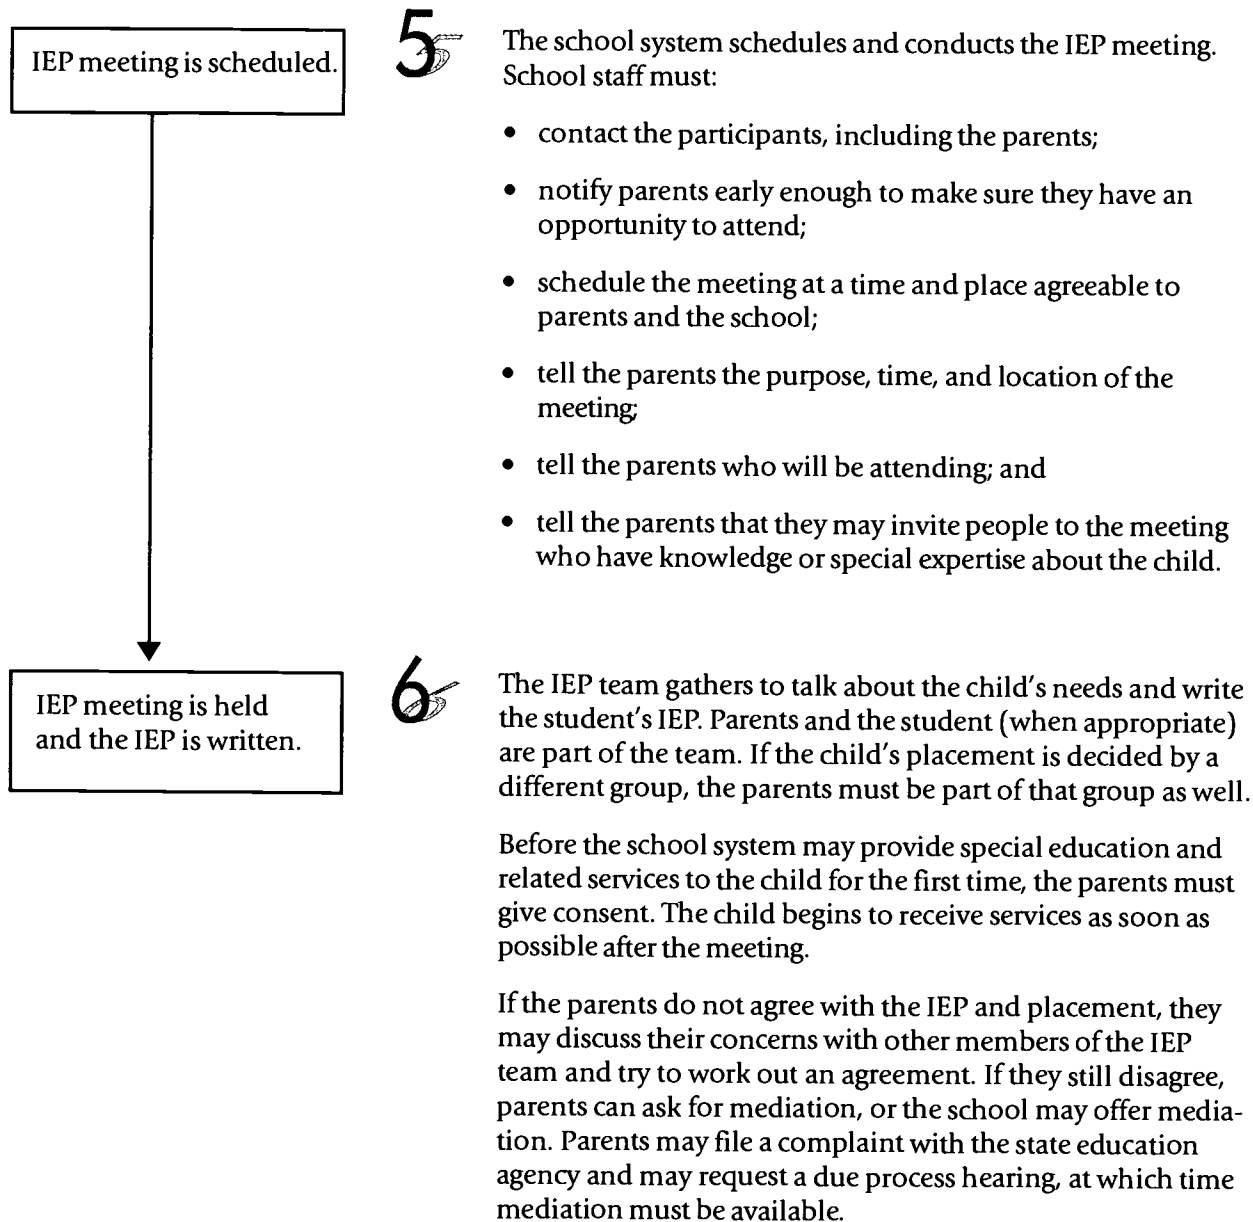 IEP meeting is scheduled.
5
The school system schedules and conducts the IEP meeting.
School staff must:
• contact the participants, including the parents;
• notify parents early enough to make sure they have an
opportunity to attend;
• schedule the meeting at a time and place agreeable to
parents and the school;
• tell the parents the purpose, time, and location of the
meeting;
• tell the parents who will be attending; and
• tell the parents that they may invite people to the meeting
who have knowledge or special expertise about the child.
IEP meeting is held
and the IEP is written.
6
The IEP team gathers to talk about the child's needs and write
the student's IEP. Parents and the student (when appropriate)
are part of the team. If the child's placement is decided by a
different group, the parents must be part of that group as well.
Before the school system may provide special education and
related services to the child for the first time, the parents must
give consent. The child begins to receive services as soon as
possible after the meeting.
If the parents do not agree with the IEP and placement, they
may discuss their concerns with other members of the IEP
team and try to work out an agreement. If they still disagree,
parents can ask for mediation, or the school may offer media-
tion. Parents may file a complaint with the state education
agency and may request a due process hearing, at which time
mediation must be available.